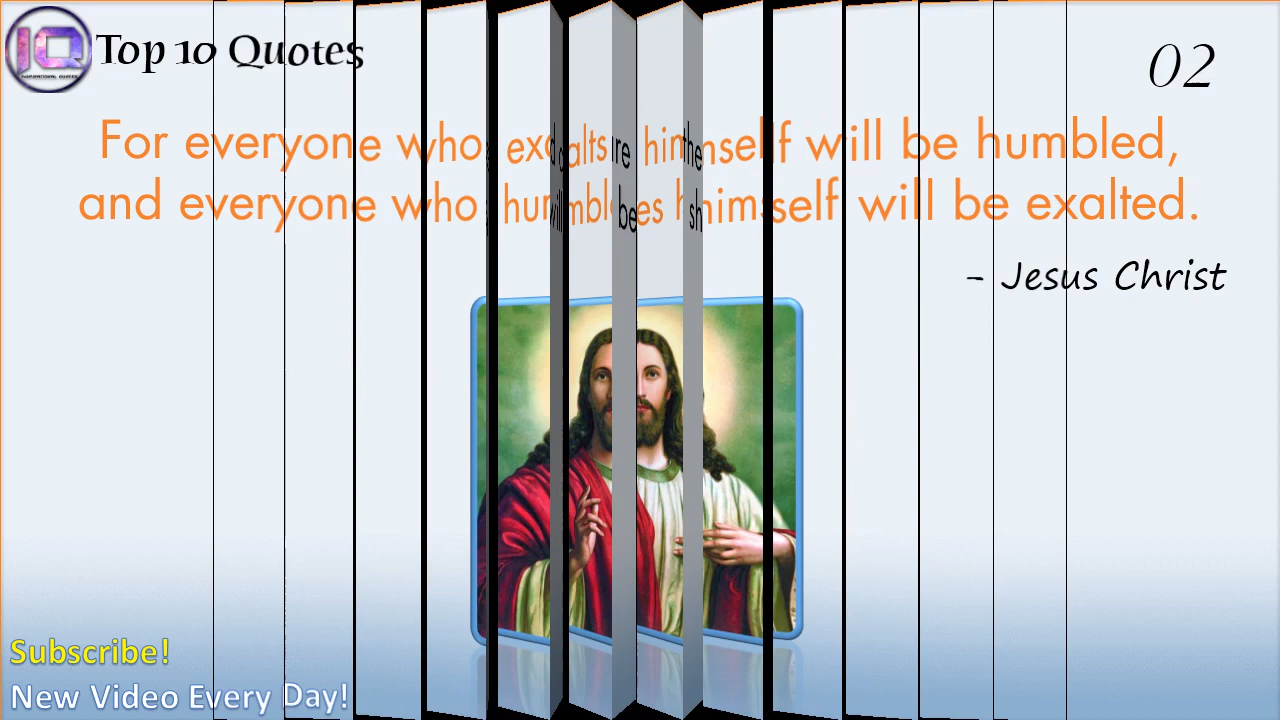 Top 10 Quotes
02
For everyone who exalts himself will be humbled,
and everyone who humbles himself will be exalted.
- Jesus Christ
Subscribe!
New Video Every Day!